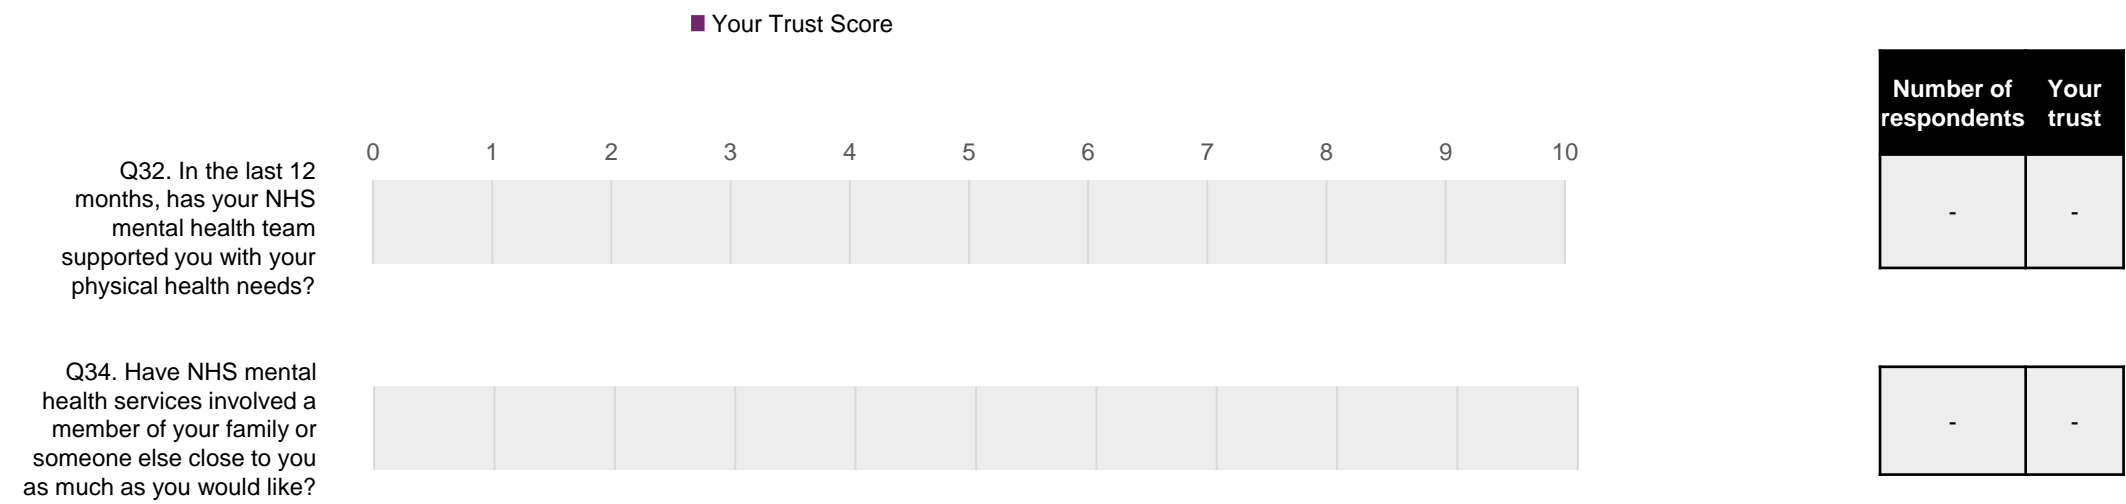 Your Trust Score
Number of
respondents
Your
trust
0 1 2 3 4 5 6 7 8 9 10
Q32. In the last 12
months, has your NHS
mental health team
supported you with your
physical health needs?
- -
Q34. Have NHS mental
health services involved a
member of your family or
someone else close to you
as much as you would like?
- -